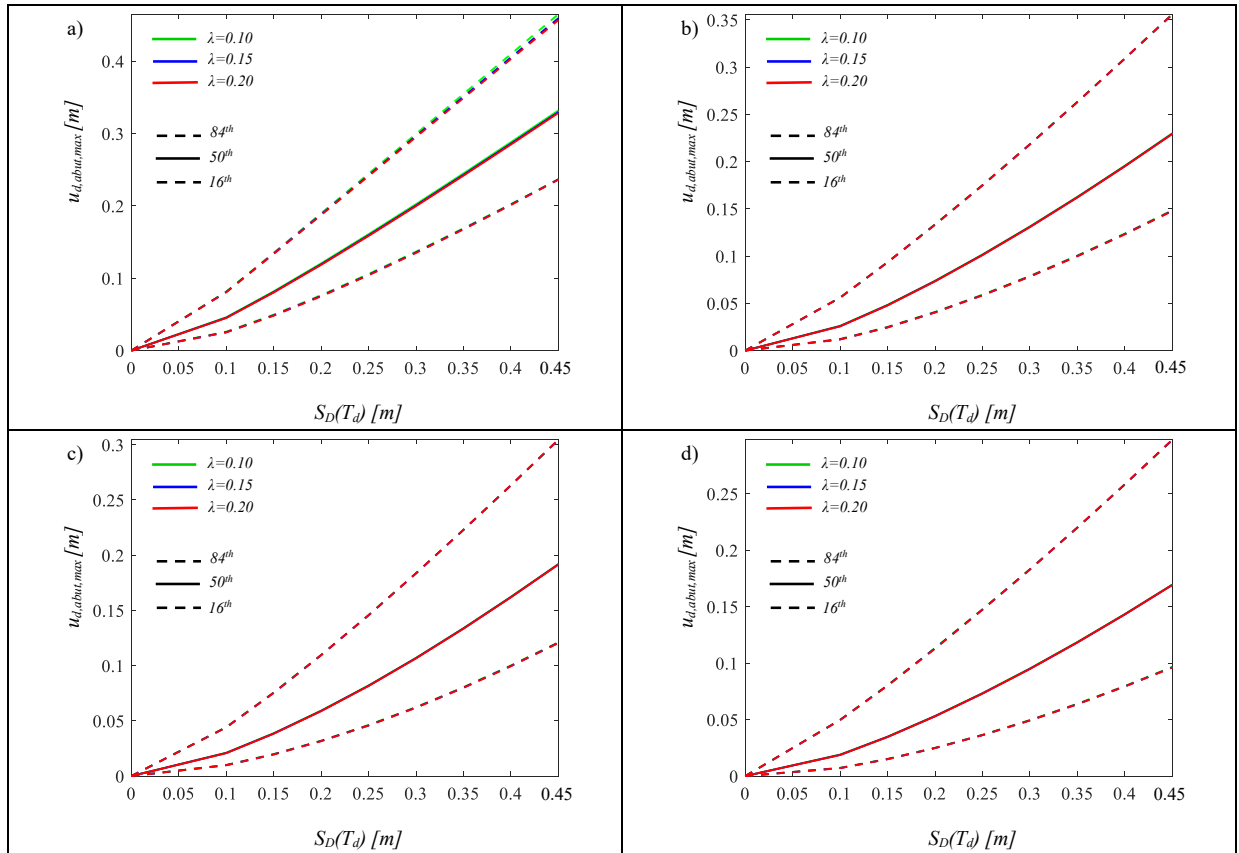 a)
λ=0.10
λ=0.15
λ=0.20
84th
50th
16th
u_d,abut,max [m]
0.4
0.3
0.2
0.1
0
0 0.05 0.1 0.15 0.2 0.25 0.3 0.35 0.4 0.45
S_D(T_d) [m]
b)
λ=0.10
λ=0.15
λ=0.20
84th
50th
16th
u_d,abut,max [m]
0.35
0.3
0.25
0.2
0.15
0.1
0.05
0
0 0.05 0.1 0.15 0.2 0.25 0.3 0.35 0.4 0.45
S_D(T_d) [m]
c)
λ=0.10
λ=0.15
λ=0.20
84th
50th
16th
u_d,abut,max [m]
0.3
0.25
0.2
0.15
0.1
0.05
0
0 0.05 0.1 0.15 0.2 0.25 0.3 0.35 0.4 0.45
S_D(T_d) [m]
d)
λ=0.10
λ=0.15
λ=0.20
84th
50th
16th
u_d,abut,max [m]
0.25
0.2
0.15
0.1
0.05
0
0 0.05 0.1 0.15 0.2 0.25 0.3 0.35 0.4 0.45
S_D(T_d) [m]